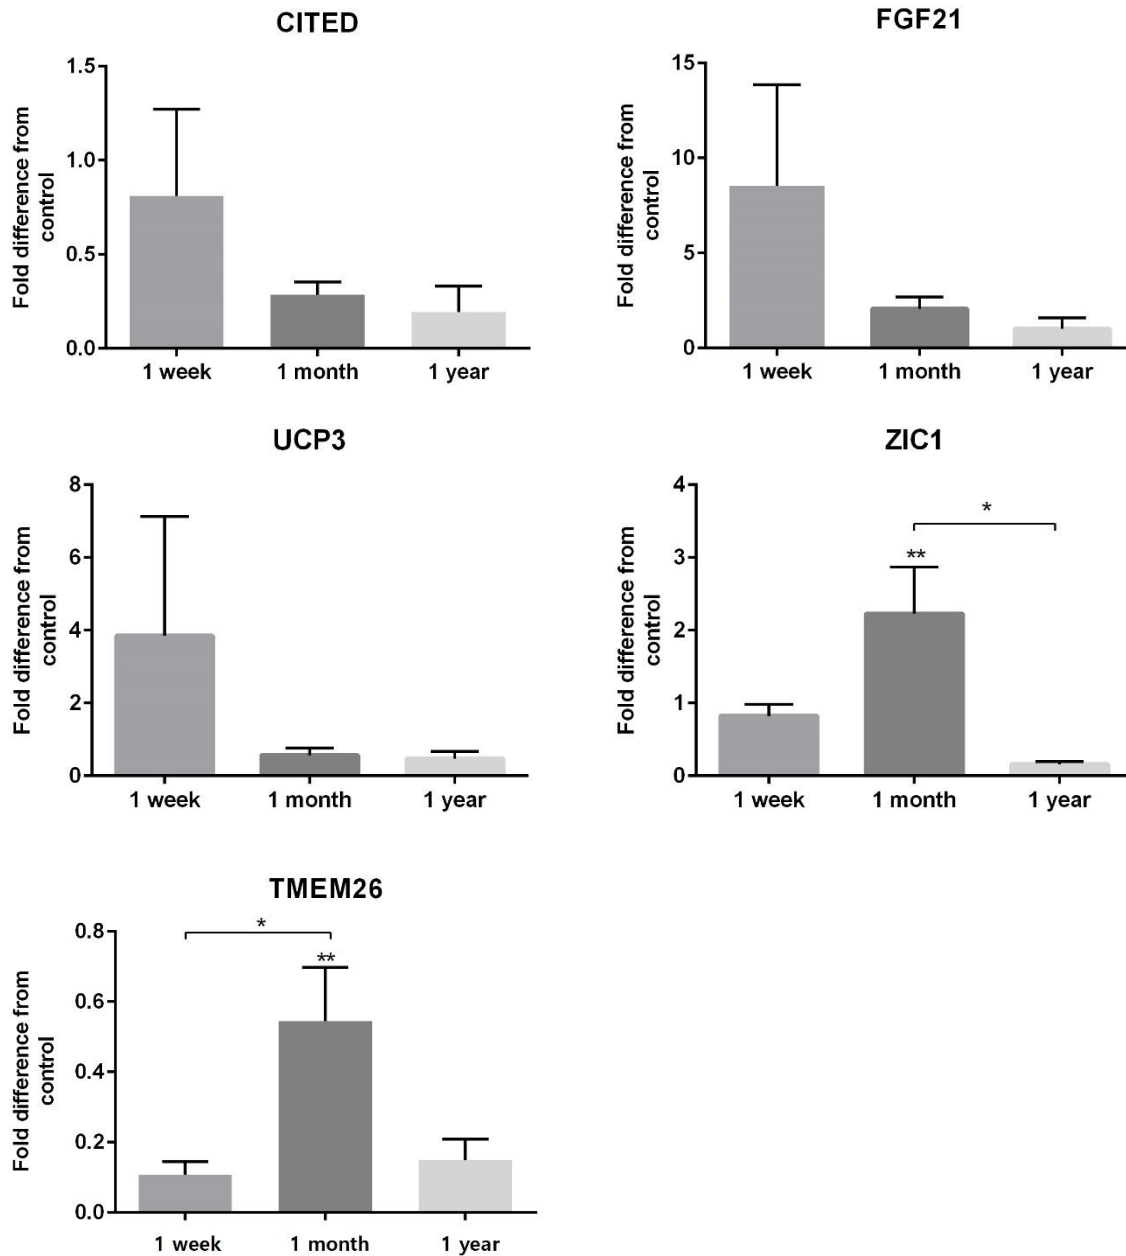 CITED
Fold difference from
control
1.5
1.0
0.5
0.0
1 week 1 month 1 year
FGF21
Fold difference from
control
15
10
5
0
1 week 1 month 1 year
UCP3
Fold difference from
control
8
6
4
2
0
1 week 1 month 1 year
ZIC1
Fold difference from
control
4
3
2
1
0
*
**
1 week 1 month 1 year
TMEM26
Fold difference from
control
0.8
0.6
0.4
0.2
0.0
*
**
1 week 1 month 1 year